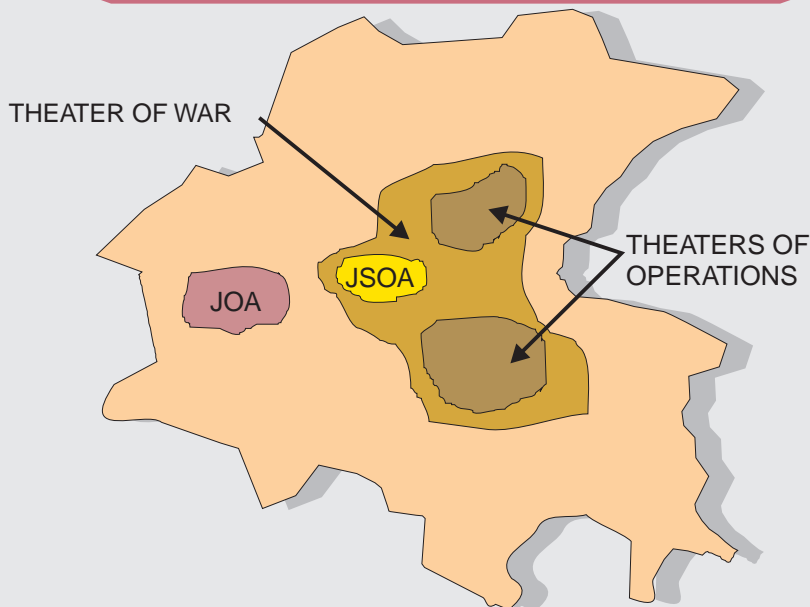 THEATER OF WAR
THEATERS OF
OPERATIONS
JSOA
JOA